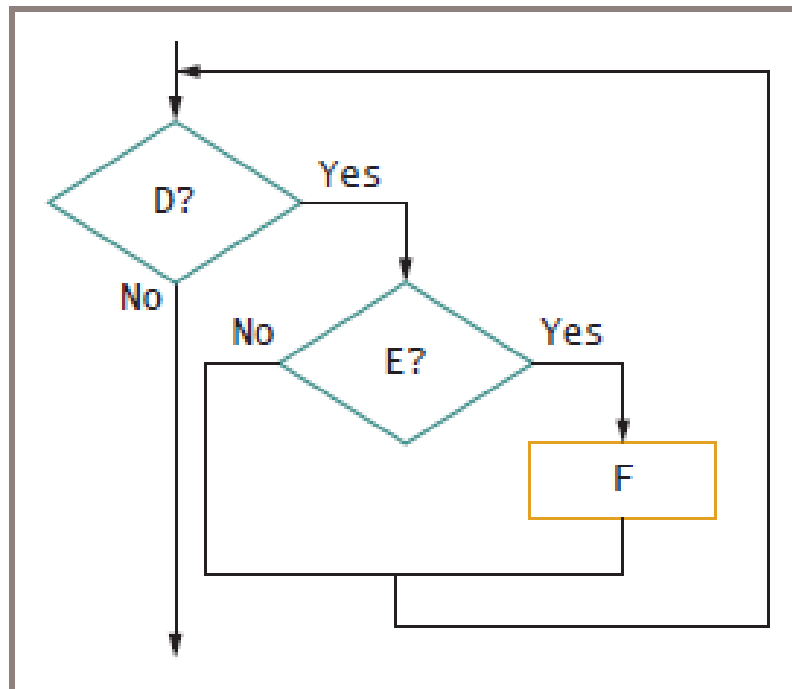 Yes
D?
No
No
Yes
E?
F